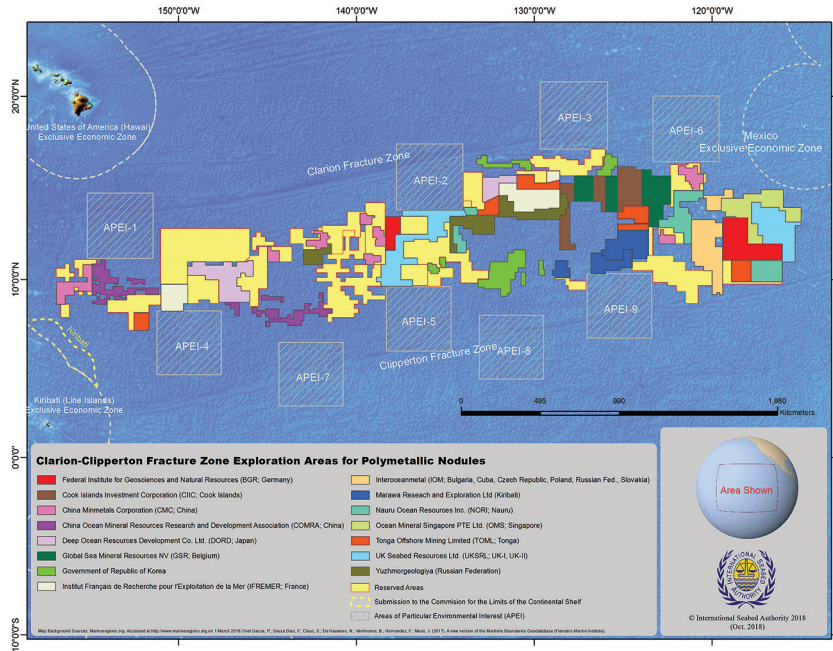 150°0'0"W
140°0'0"W
130°0'0"W
120°0'0"W
20°0'0"N
10°0'0"N
0°0'0"
10°0'0"S
United States of America (Hawai)
Exclusive Economic Zone
Mexico
Exclusive Economic Zone
Clarion Fracture Zone
Clipperton Fracture Zone
APEI-1
APEI-2
APEI-3
APEI-6
APEI-4
APEI-5
APEI-7
APEI-8
APEI-9
Kiribati
Kiribati (Line Islands)
Exclusive Economic Zone
0 495 990 1,980
Kilometers
Clarion-Clipperton Fracture Zone Exploration Areas for Polymetallic Nodules
Federal Institute for Geosciences and Natural Resources (BGR; Germany)
Cook Islands Investment Corporation (CIIC; Cook Islands)
China Minmetals Corporation (CMC; China)
China Ocean Mineral Resources Research and Development Association (COMRA; China)
Deep Ocean Resources Development Co. Ltd. (DORD; Japan)
Global Sea Mineral Resources NV (GSR; Belgium)
Government of Republic of Korea
Institut Français de Recherche pour l'Exploitation de la Mer (IFREMER; France)
Interoceanmetal (IOM; Bulgaria, Cuba, Czech Republic, Poland, Russian Fed., Slovakia)
Marawa Reseach and Exploration Ltd (Kiribati)
Nauru Ocean Resources Inc. (NORI; Nauru)
Ocean Mineral Singapore PTE Ltd. (OMS; Singapore)
Tonga Offshore Mining Limited (TOML; Tonga)
UK Seabed Resources Ltd. (UKSRL; UK-I, UK-II)
Yuzhmorgeologiya (Russian Federation)
Reserved Areas
Submission to the Commision for the Limits of the Continental Shelf
Areas of Particular Environmental Interest (APEI)
Area Shown
INTERNATIONAL SEABED AUTHORITY
© International Seabed Authority 2018
(Oct. 2018)